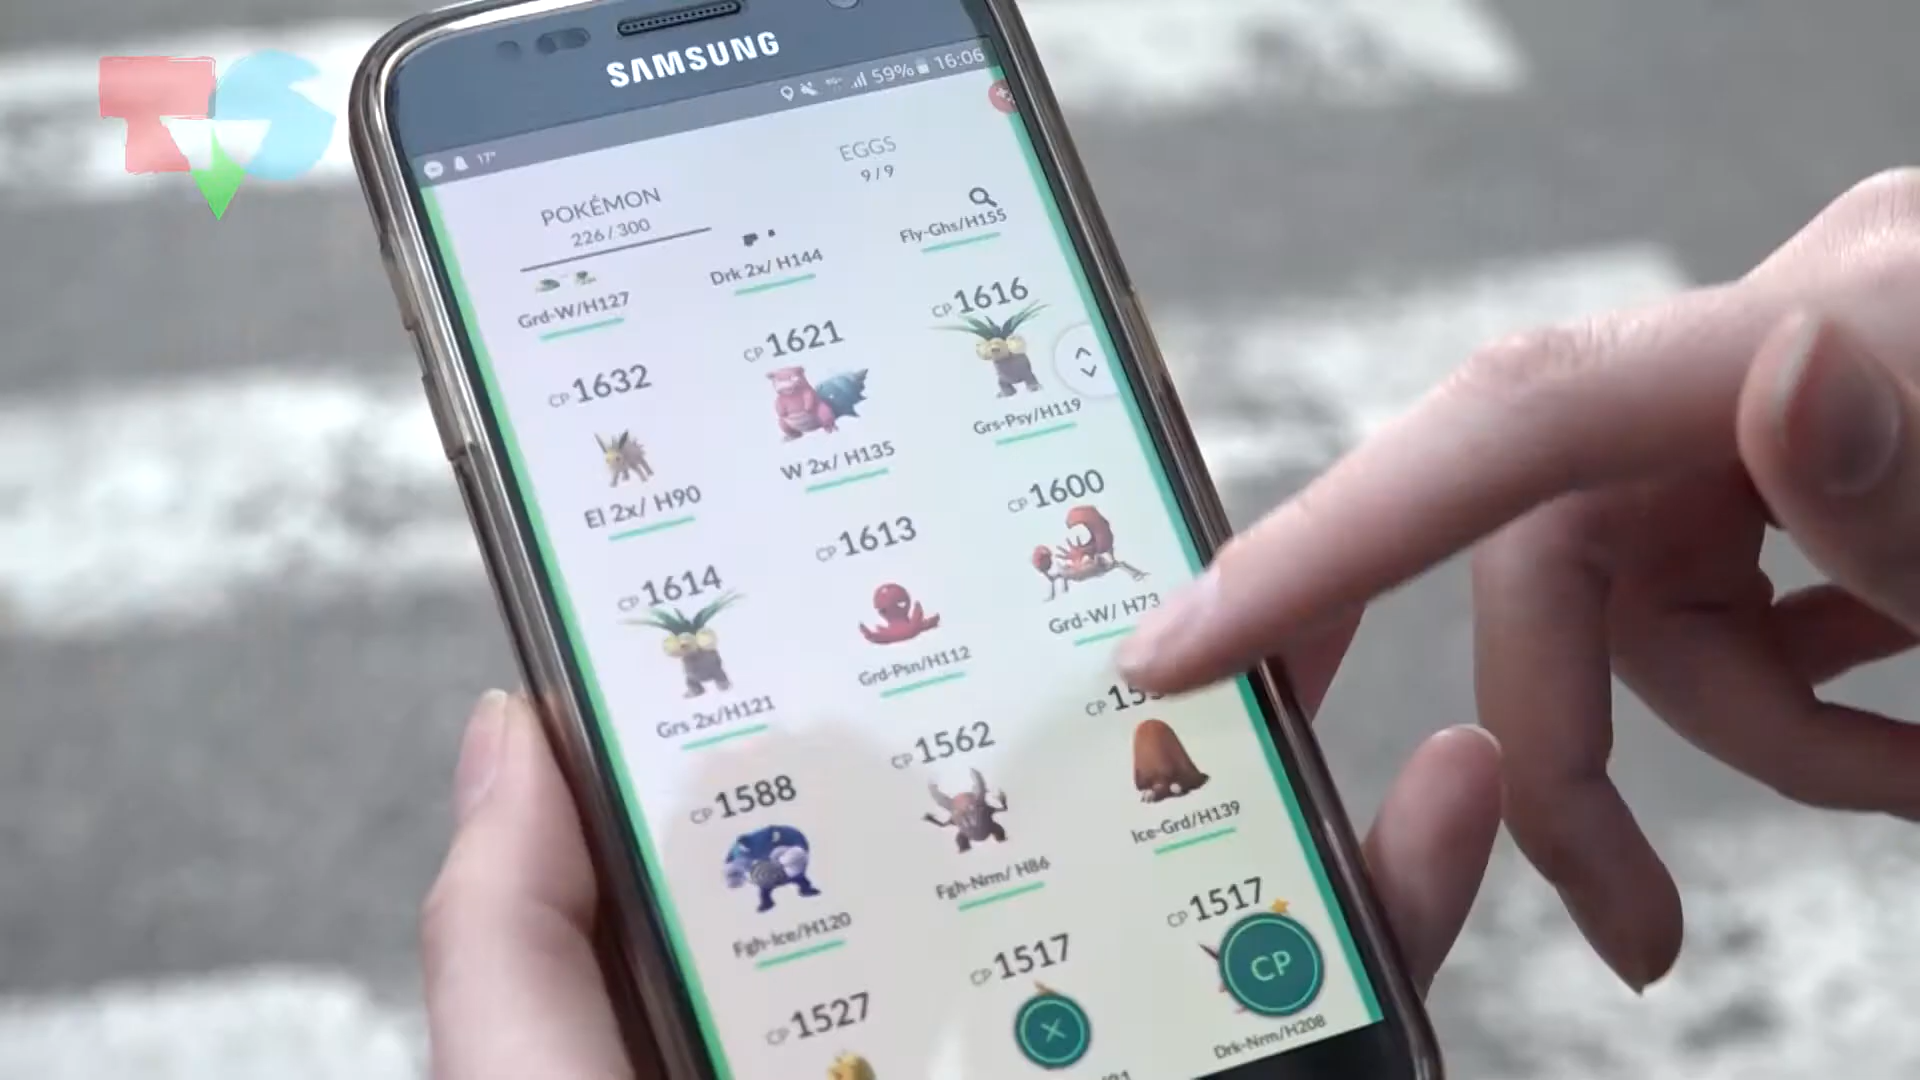 SAMSUNG
59% 16:06
17°
POKÉMON
226 / 300
EGGS
9 / 9
Grd-W/H127
Drk 2x/ H144
Fly-Ghs/H155
CP 1632
CP 1621
CP 1616
El 2x/ H90
W 2x/ H135
Grs-Psy/H119
CP 1614
CP 1613
CP 1600
Grs 2x/H121
Grd-Psn/H112
Grd-W/ H73
CP 1588
CP 1562
CP
Fgh-Ice/H120
Fgh-Nrm/ H86
Ice-Grd/H139
CP 1527
CP 1517
CP 1517
CP
Drk-Nrm/H208